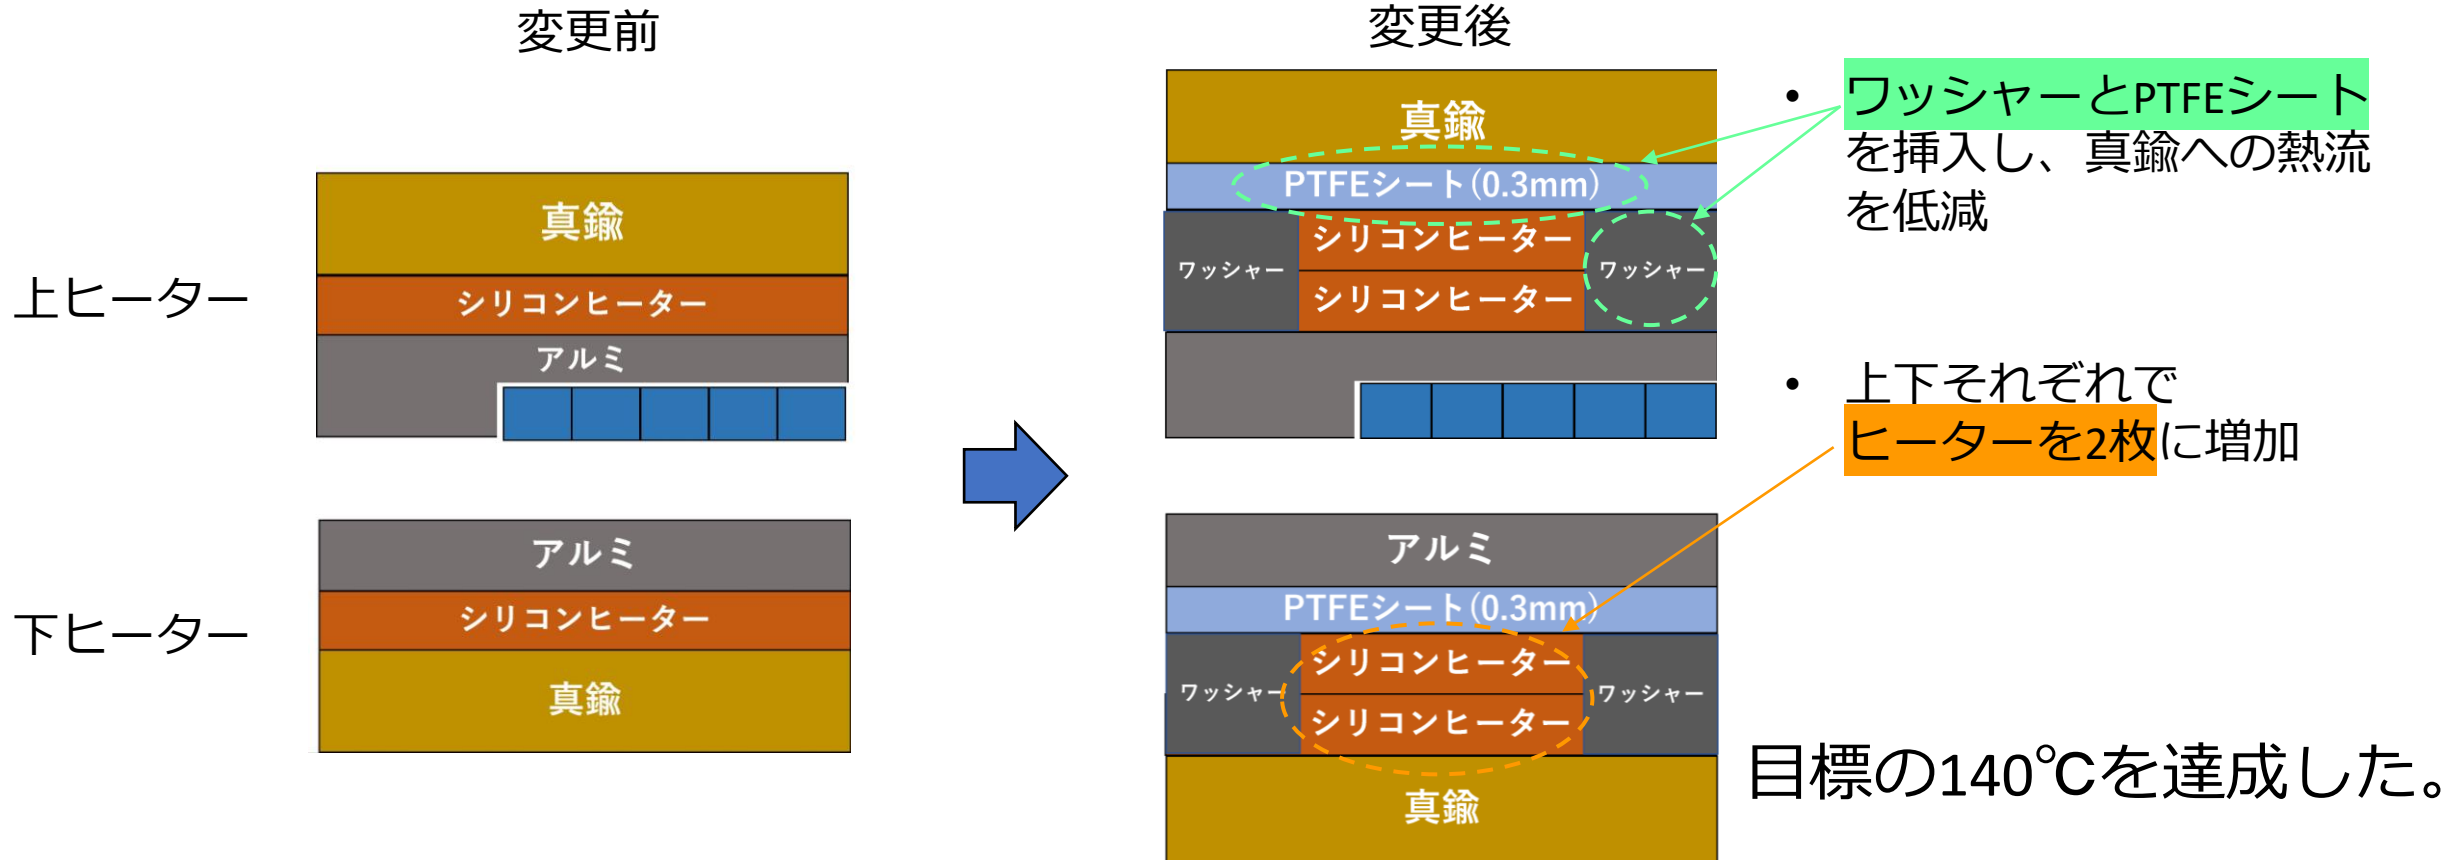 変更前
変更後
上ヒーター
真鍮
シリコンヒーター
アルミ
下ヒーター
アルミ
シリコンヒーター
真鍮
真鍮
PTFEシート(0.3mm)
ワッシャー
シリコンヒーター
シリコンヒーター
ワッシャー
アルミ
PTFEシート(0.3mm)
ワッシャー
シリコンヒーター
シリコンヒーター
ワッシャー
真鍮
• ワッシャーとPTFEシート
を挿入し、真鍮への熱流
を低減
• 上下それぞれで
ヒーターを2枚に増加
目標の140℃を達成した。